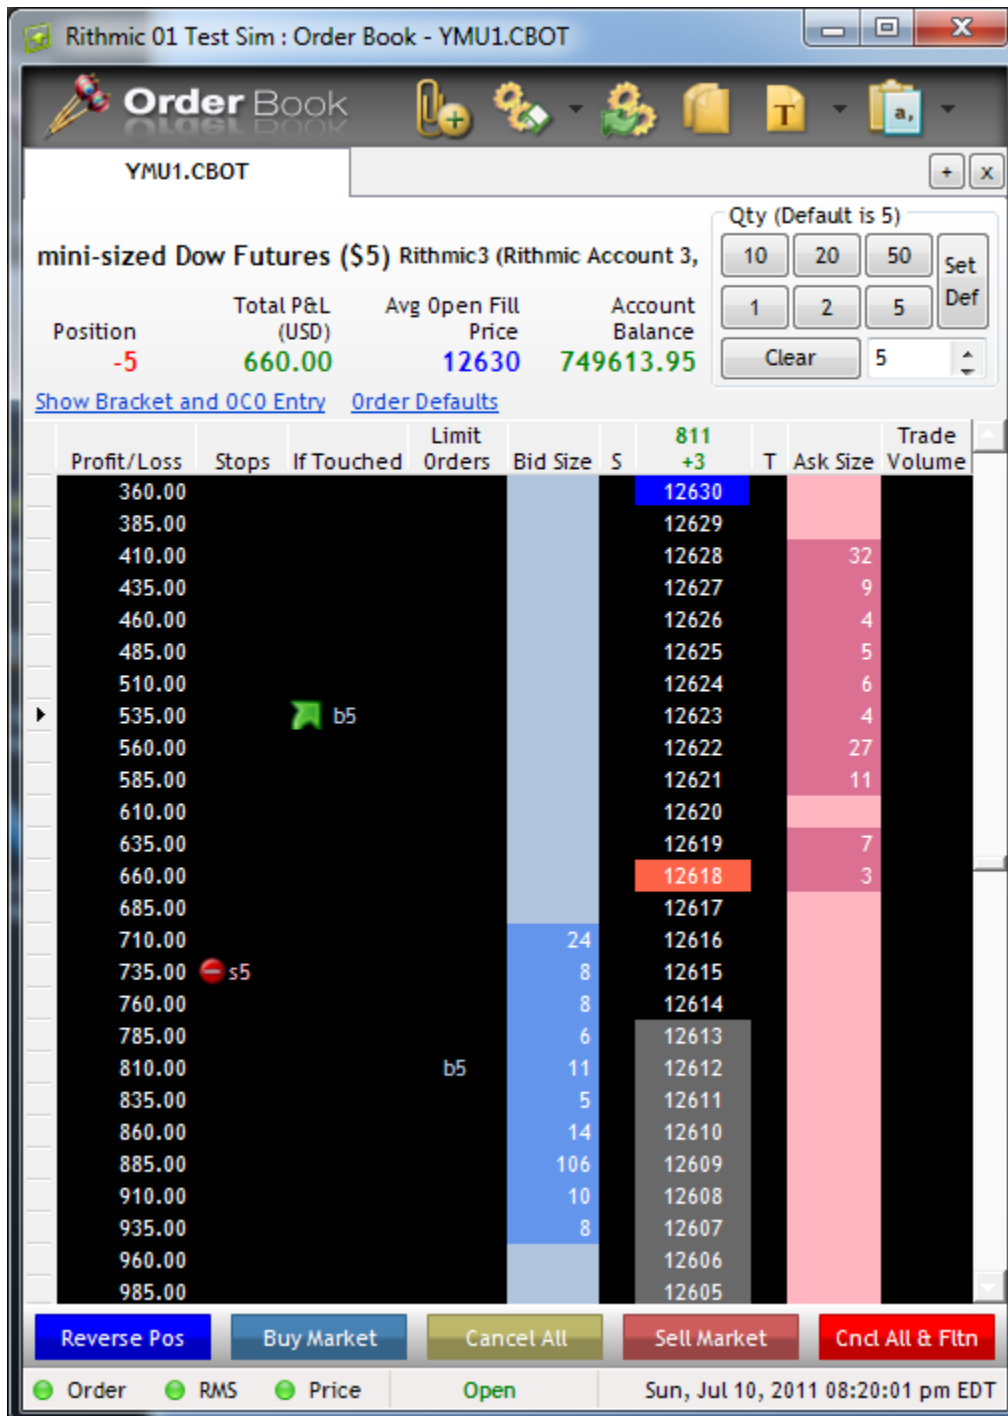 Rithmic 01 Test Sim : Order Book - YMU1.CBOT
Order Book
T
a,
YMU1.CBOT
+ x
Qty (Default is 5)
mini-sized Dow Futures ($5) Rithmic3 (Rithmic Account 3,
10 20 50 Set Def
1 2 5
Clear 5
Position Total P&L (USD) Avg Open Fill Price Account Balance
-5 660.00 12630 749613.95
Show Bracket and OCO Entry Order Defaults
Profit/Loss Stops If Touched Limit Orders Bid Size S 811 +3 T Ask Size Trade Volume
360.00 12630
385.00 12629
410.00 12628 32
435.00 12627 9
460.00 12626 4
485.00 12625 5
510.00 12624 6
535.00 b5 12623 4
560.00 12622 27
585.00 12621 11
610.00 12620
635.00 12619 7
660.00 12618 3
685.00 12617
710.00 24 12616
735.00 s5 8 12615
760.00 8 12614
785.00 6 12613
810.00 b5 11 12612
835.00 5 12611
860.00 14 12610
885.00 106 12609
910.00 10 12608
935.00 8 12607
960.00 12606
985.00 12605
Reverse Pos Buy Market Cancel All Sell Market Cncl All & Fltn
Order RMS Price Open Sun, Jul 10, 2011 08:20:01 pm EDT